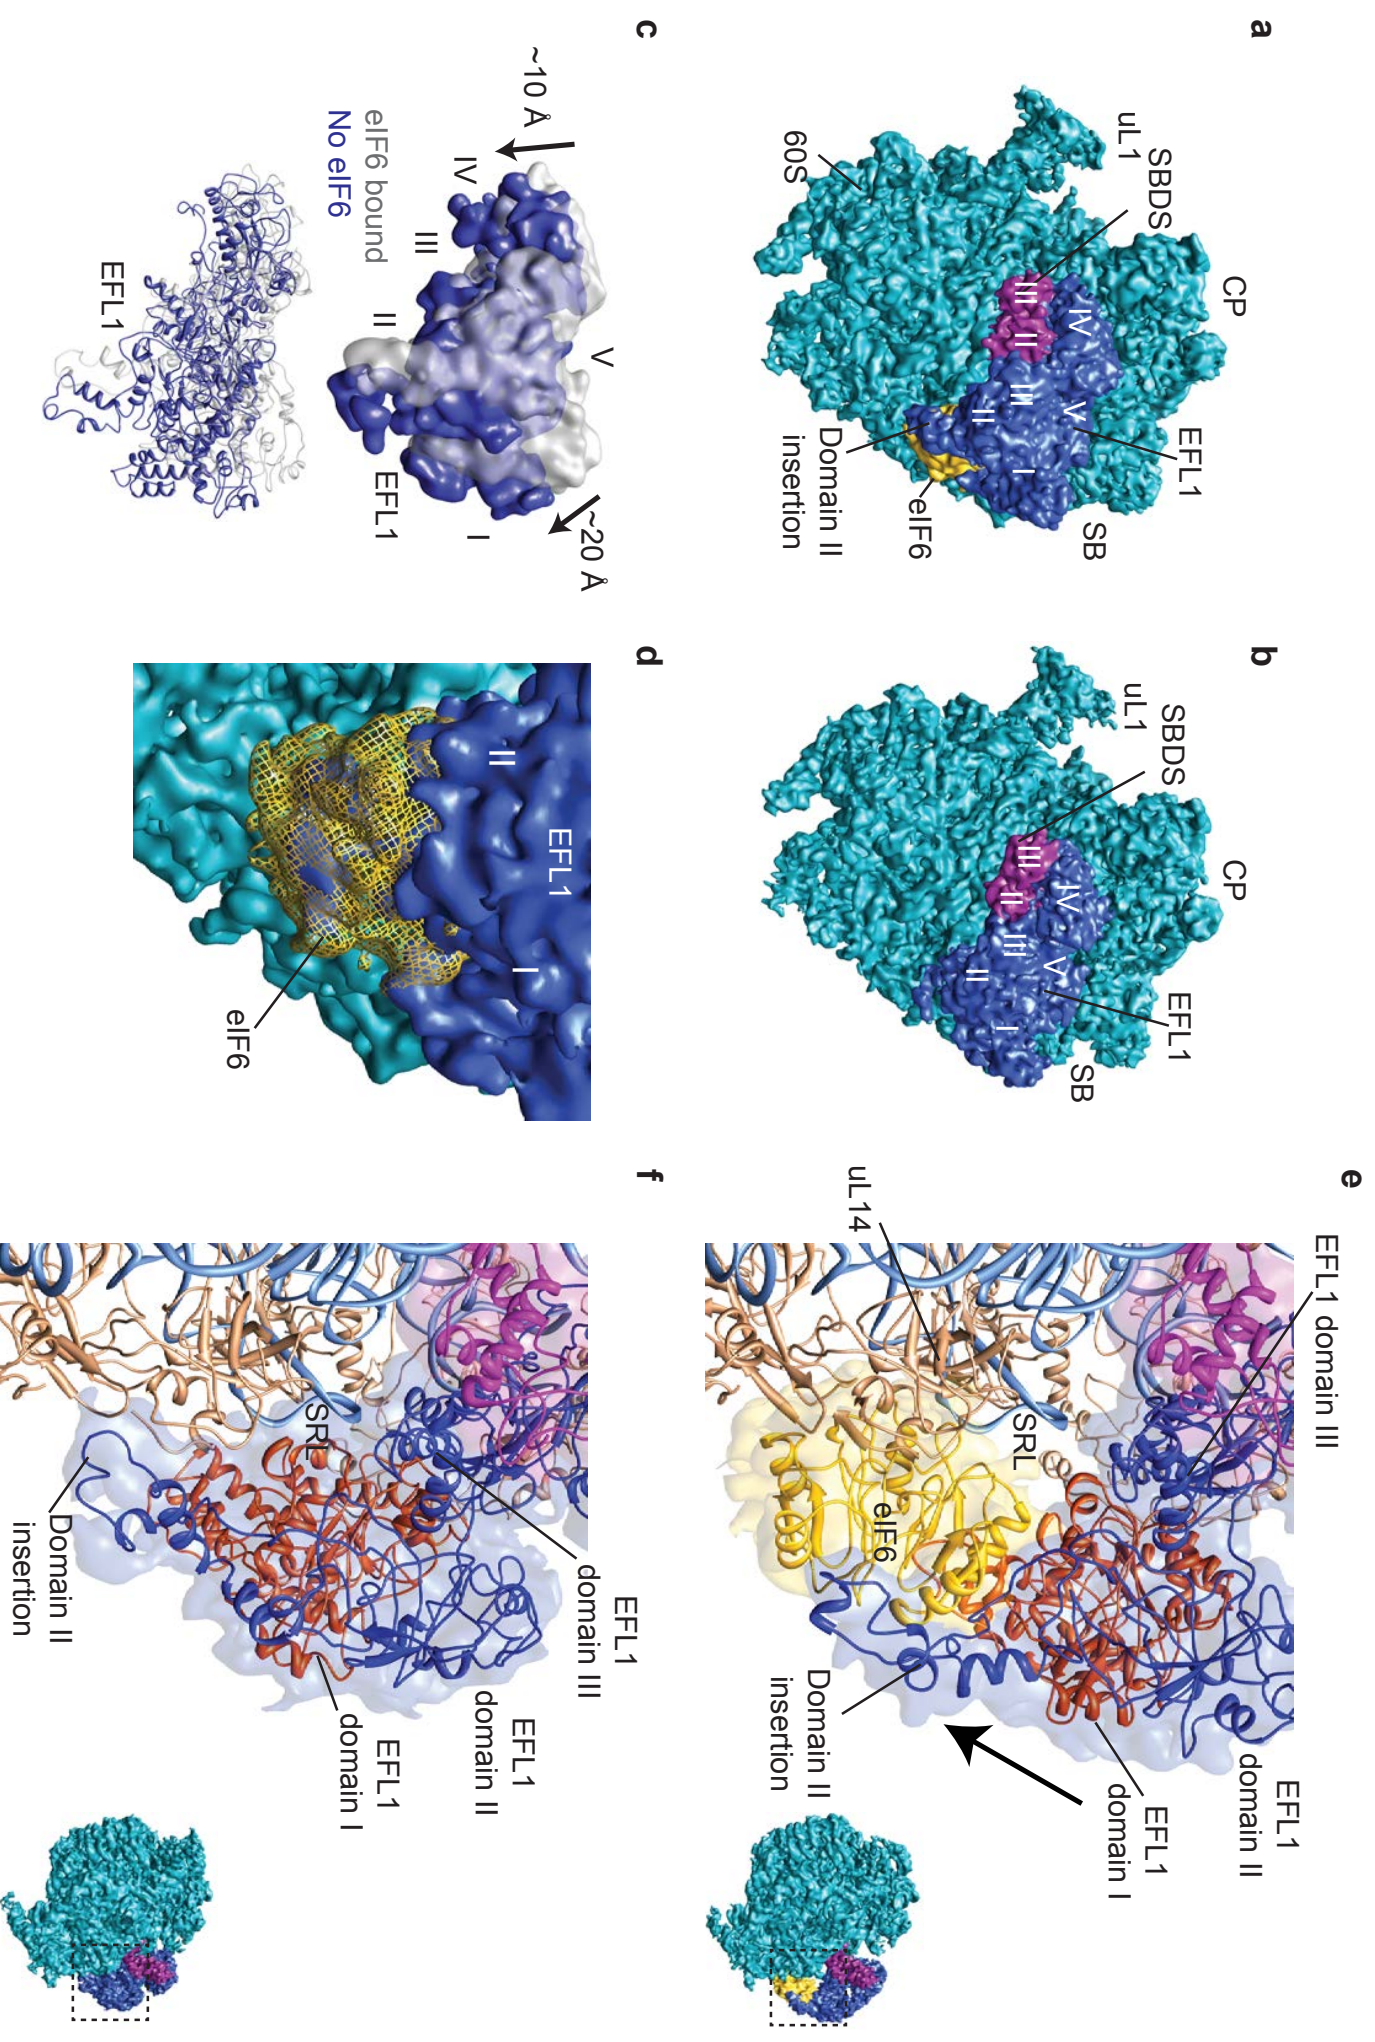 a
uL1
SBDS
CP
60S
III
II
IV
III
II
V
I
EFL1
SB
Domain II
insertion
eIF6
b
uL1
SBDS
CP
III
II
IV
III
II
V
I
EFL1
SB
c
~10 Å
eIF6 bound
No eIF6
IV
III
II
V
I
EFL1
~20 Å
EFL1
d
EFL1
II
I
eIF6
e
EFL1 domain III
uL14
SRL
eIF6
Domain II
insertion
EFL1
domain I
EFL1
domain II
f
SRL
Domain II
insertion
EFL1
domain III
EFL1
domain II
EFL1
domain I